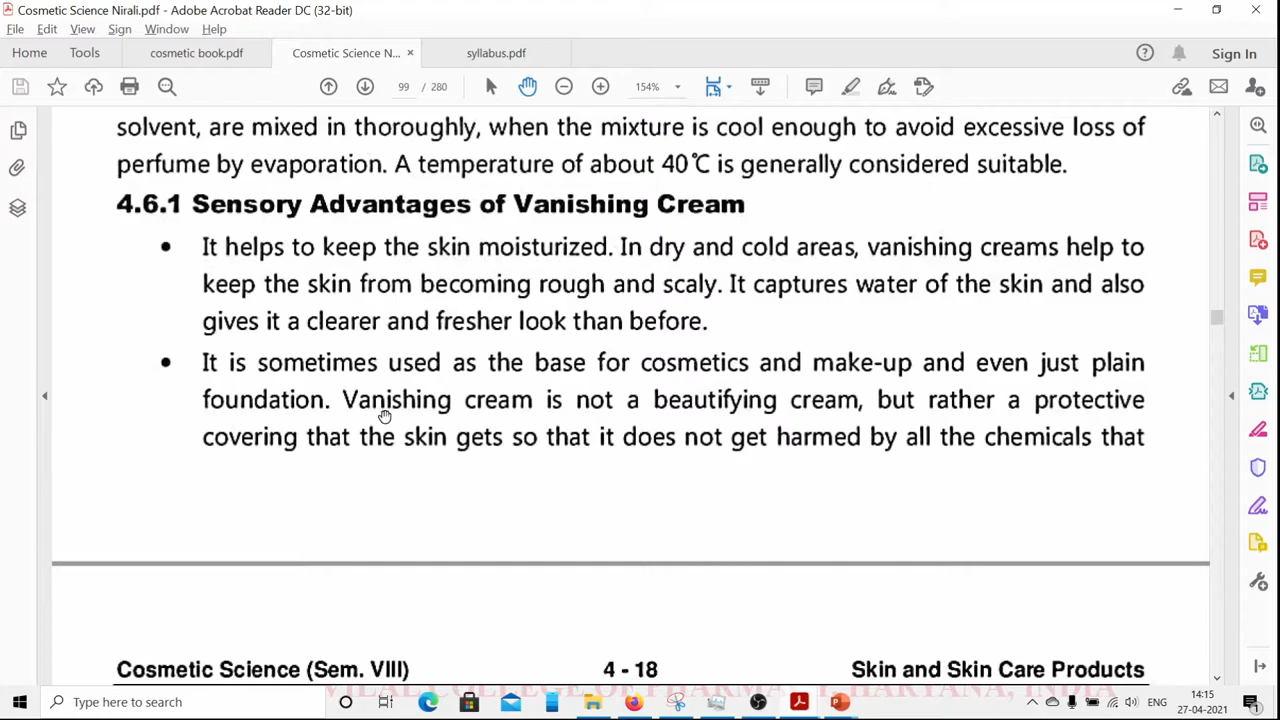 Cosmetic Science Nirali.pdf - Adobe Acrobat Reader DC (32-bit)
File Edit View Sign Window Help
Home Tools cosmetic book.pdf Cosmetic Science N... × syllabus.pdf Sign In
99 / 280 154%
solvent, are mixed in thoroughly, when the mixture is cool enough to avoid excessive loss of
perfume by evaporation. A temperature of about 40℃ is generally considered suitable.
4.6.1 Sensory Advantages of Vanishing Cream
• It helps to keep the skin moisturized. In dry and cold areas, vanishing creams help to
keep the skin from becoming rough and scaly. It captures water of the skin and also
gives it a clearer and fresher look than before.
• It is sometimes used as the base for cosmetics and make-up and even just plain
foundation. Vanishing cream is not a beautifying cream, but rather a protective
covering that the skin gets so that it does not get harmed by all the chemicals that
Cosmetic Science (Sem. VIII) 4 - 18 Skin and Skin Care Products
COLLEGE OF PHARMA HARYANA, INDIA
Type here to search ENG 14:15
27-04-2021